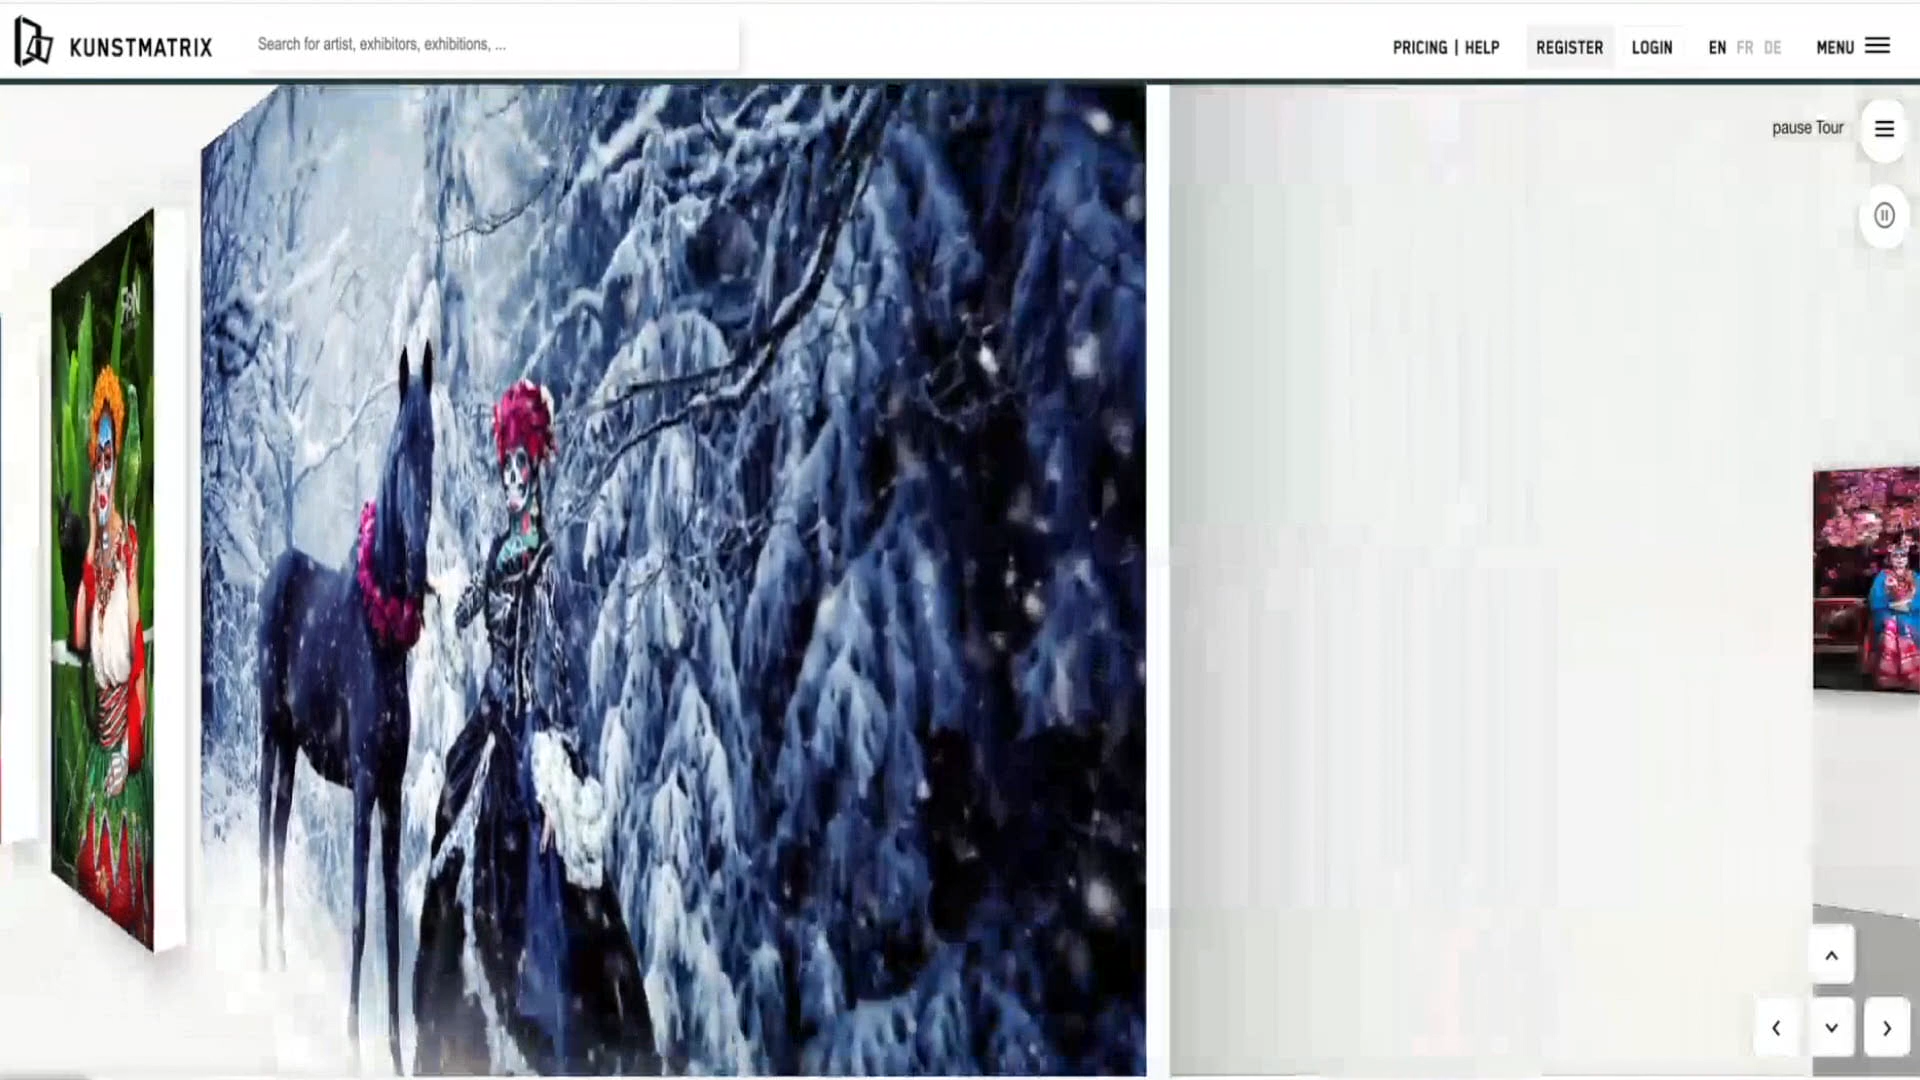 KUNSTMATRIX
Search for artist, exhibitors, exhibitions, ...
PRICING | HELP
REGISTER
LOGIN
EN FR DE
MENU
pause Tour